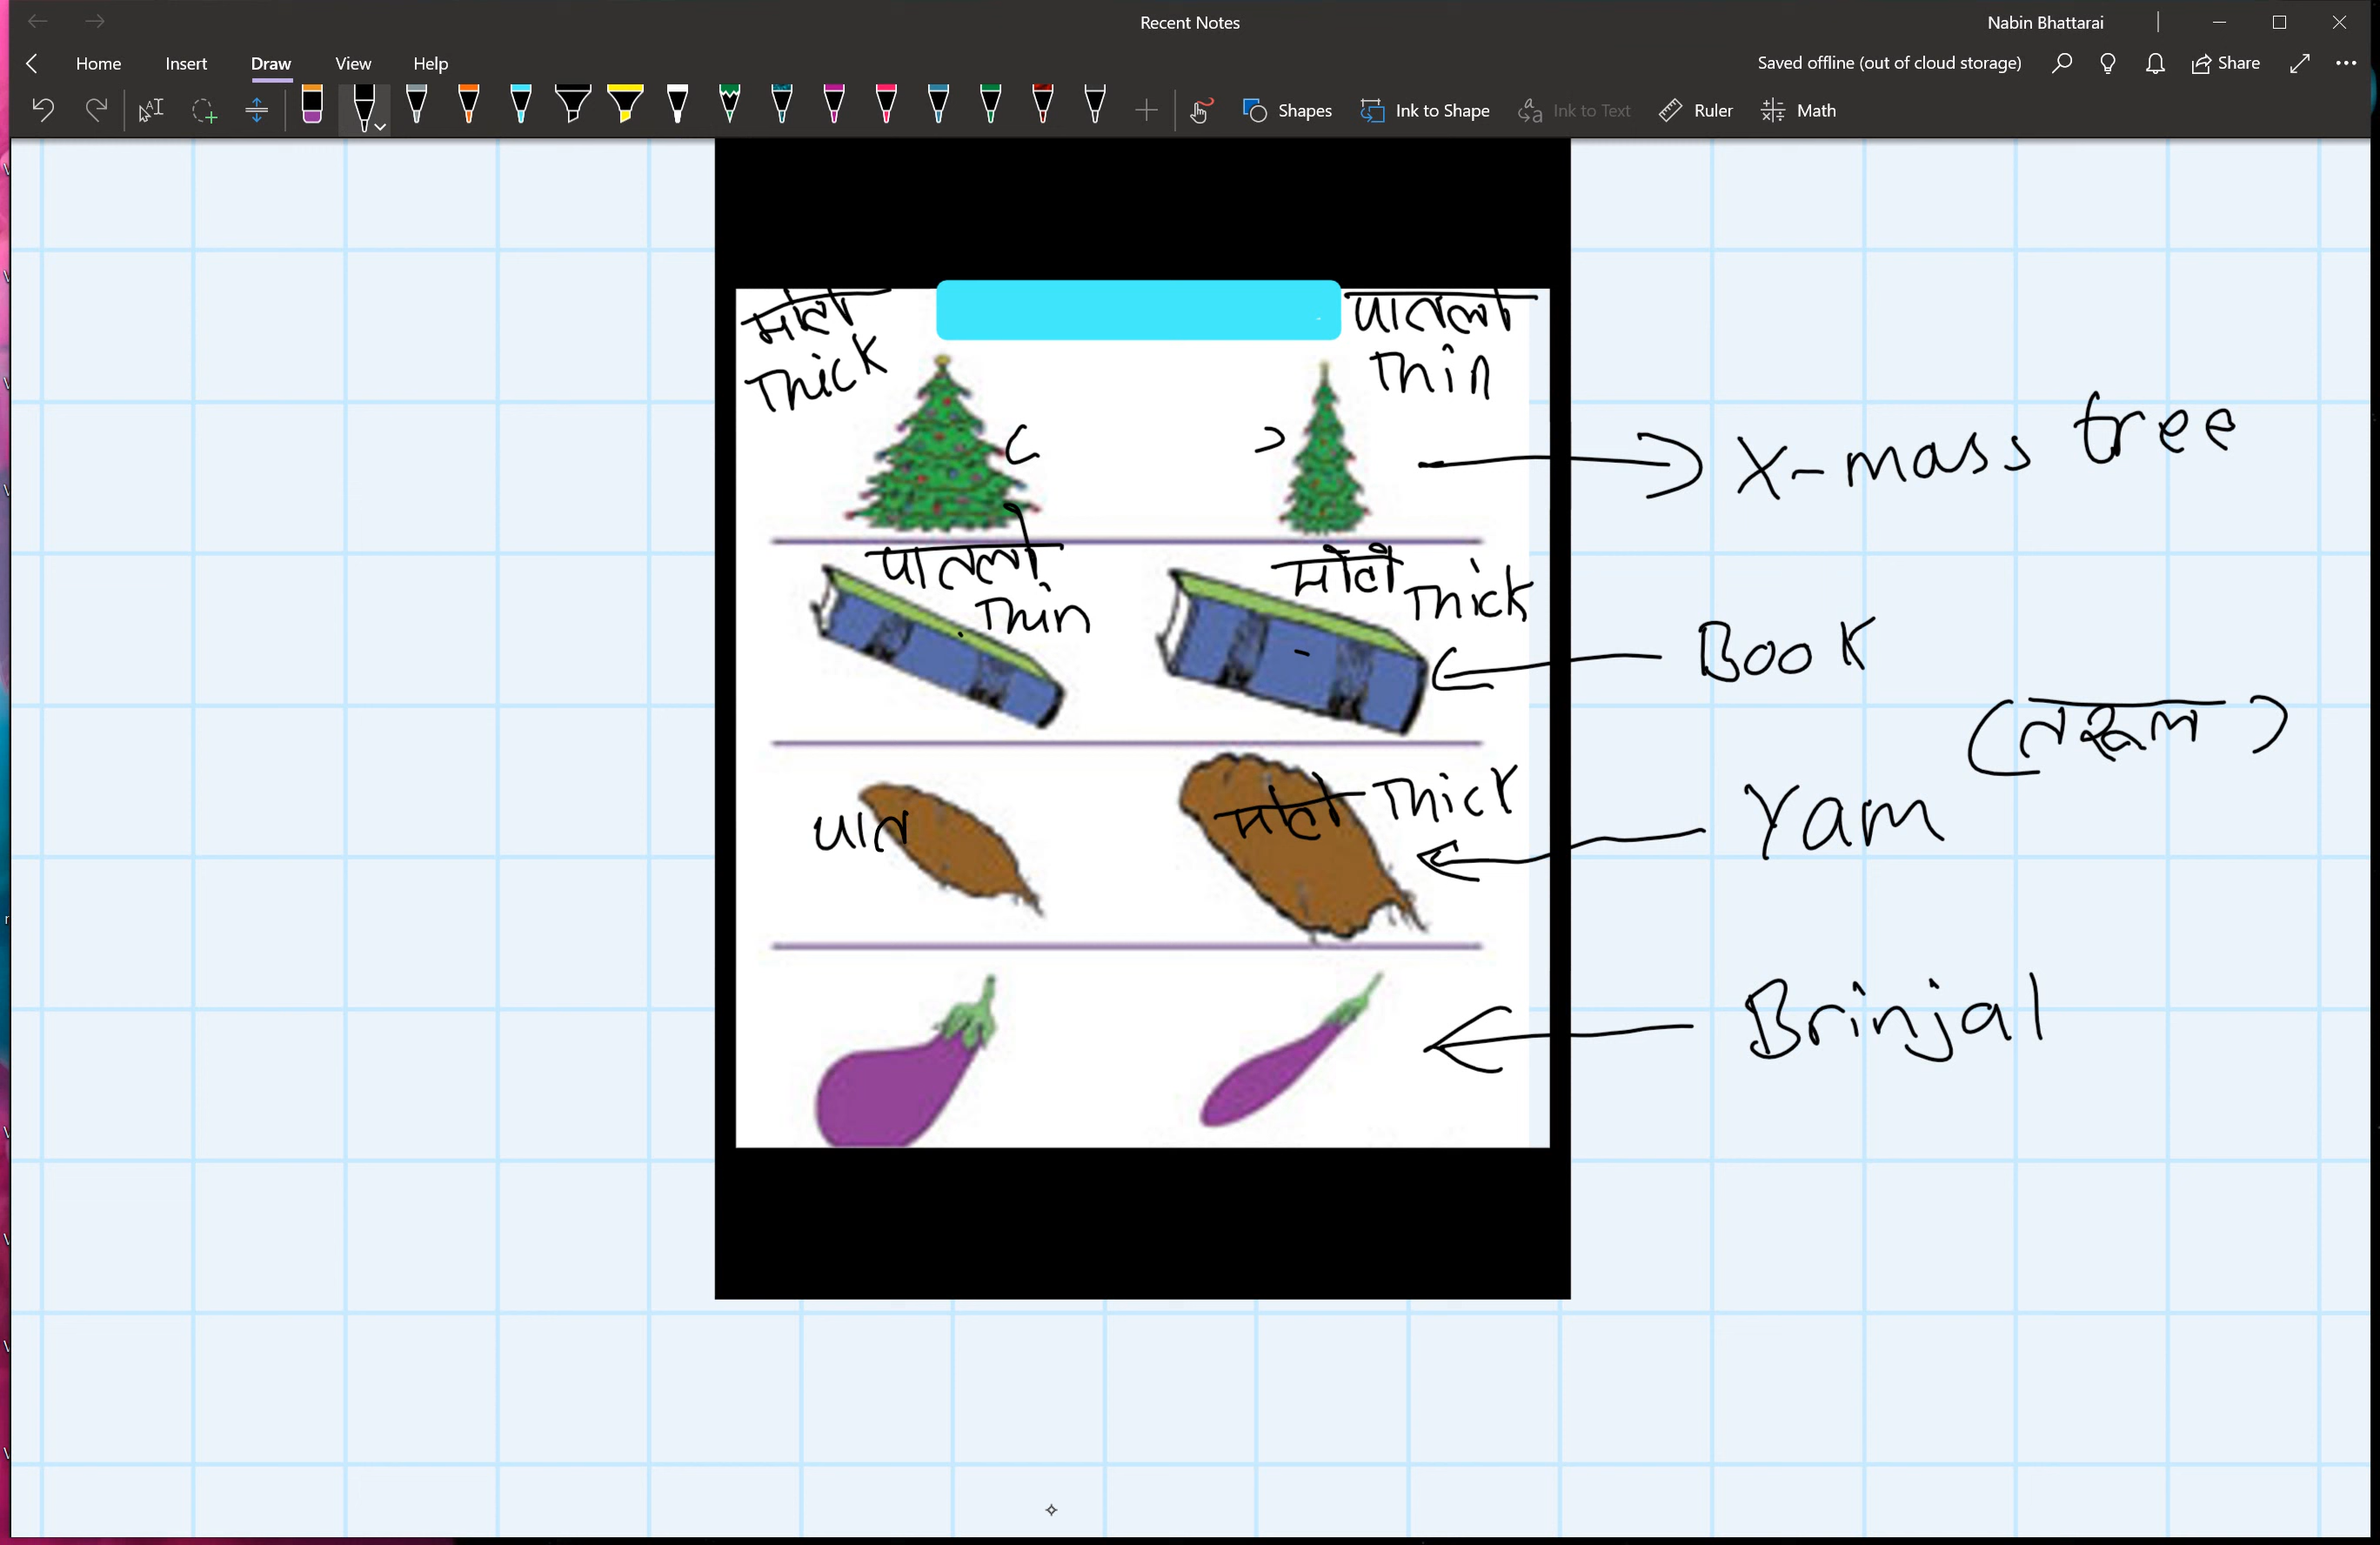 Recent Notes
Nabin Bhattarai
Home Insert Draw View Help
Saved offline (out of cloud storage)
Share
Shapes
Ink to Shape
Ink to Text
Ruler
Math
मोटो
Thick
पातलो
Thin
X-mass tree
पातलो
Thin
मोटो
Thick
Book
(तरुल)
पात
मोटो Thick
Yam
Brinjal